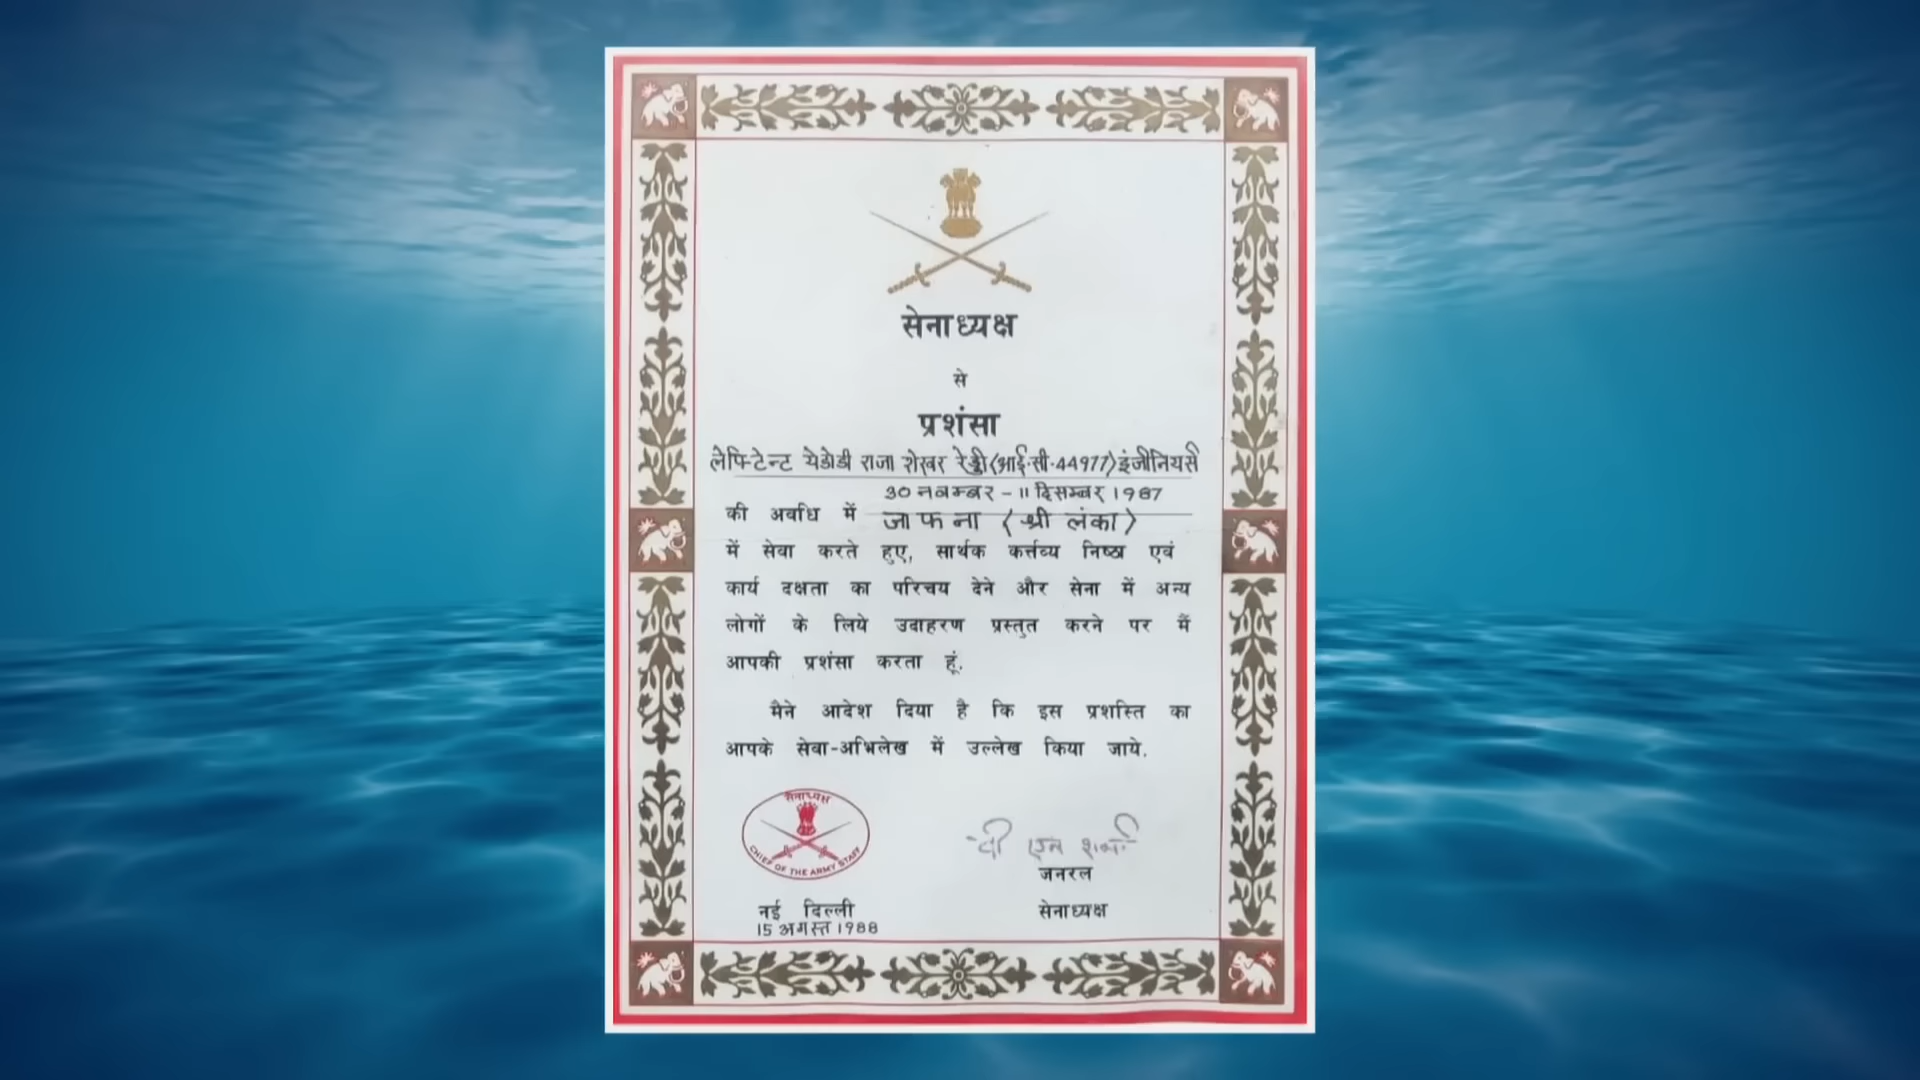 सेनाध्यक्ष
से
प्रशंसा
लेफ्टिनेन्ट येडोडी राजा शेखर रेड्डी (आई.सी.44977) इंजीनियर्स
30 नवम्बर - 11 दिसम्बर 1987
की अवधि में जाफना (श्री लंका)
में सेवा करते हुए, सार्थक कर्त्तव्य निष्ठा एवं
कार्य दक्षता का परिचय देने और सेना में अन्य
लोगों के लिये उदाहरण प्रस्तुत करने पर मैं
आपकी प्रशंसा करता हूं.
मैने आदेश दिया है कि इस प्रशस्ति का
आपके सेवा-अभिलेख में उल्लेख किया जाये.
सेनाध्यक्ष
CHIEF OF THE ARMY STAFF
वी एन शर्मा
जनरल
सेनाध्यक्ष
नई दिल्ली
15 अगस्त 1988